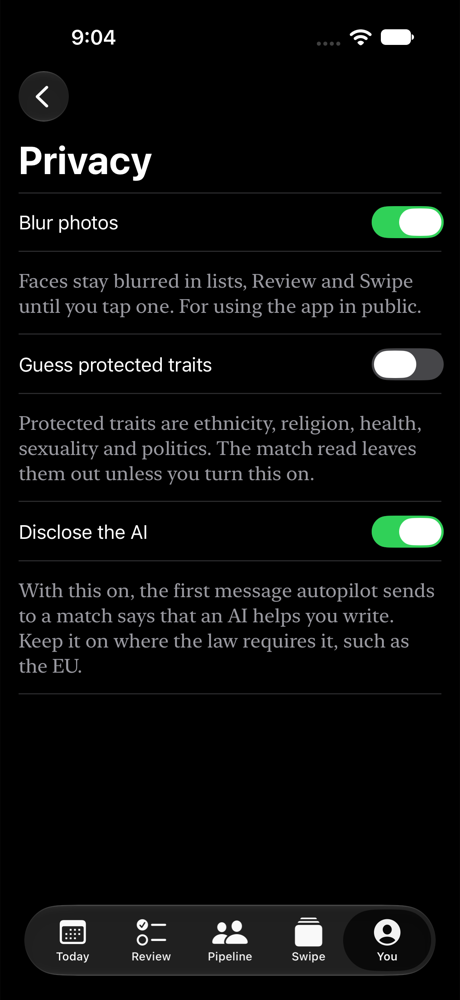 9:04
Privacy
Blur photos
Faces stay blurred in lists, Review and Swipe
until you tap one. For using the app in public.
Guess protected traits
Protected traits are ethnicity, religion, health,
sexuality and politics. The match read leaves
them out unless you turn this on.
Disclose the AI
With this on, the first message autopilot sends
to a match says that an AI helps you write.
Keep it on where the law requires it, such as
the EU.
Today
Review
Pipeline
Swipe
You